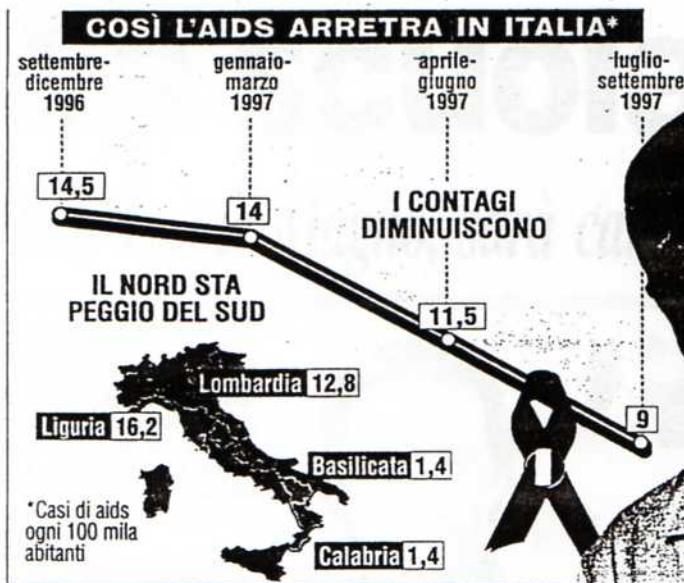 COSÌ L'AIDS ARRETRA IN ITALIA*
settembre-
dicembre
1996
gennaio-
marzo
1997
aprile-
giugno
1997
luglio-
settembre
1997
14,5
14
11,5
9
I CONTAGI
DIMINUISCONO
IL NORD STA
PEGGIO DEL SUD
Lombardia 12,8
Liguria 16,2
Basilicata 1,4
Calabria 1,4
*Casi di aids
ogni 100 mila
abitanti